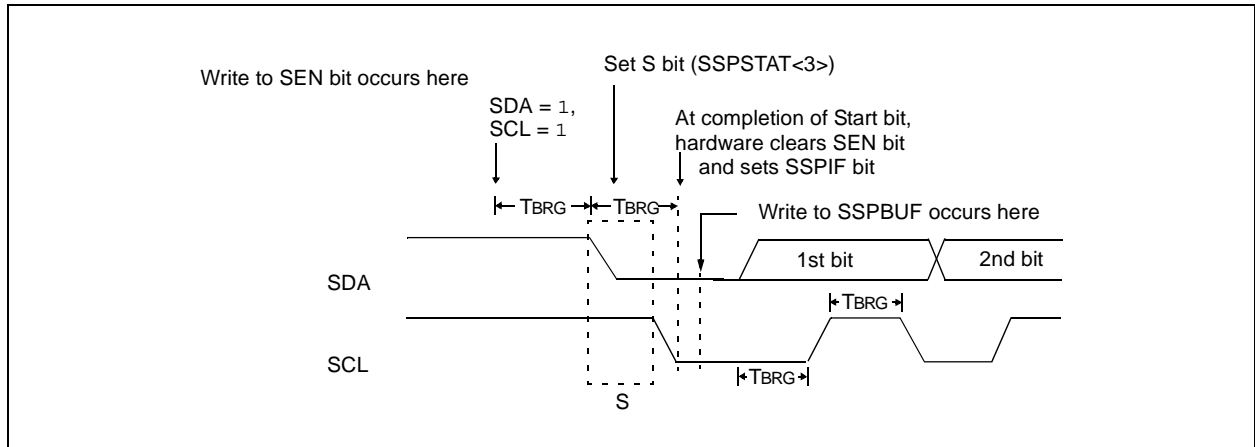 Write to SEN bit occurs here
Set S bit (SSPSTAT<3>)
SDA = 1,
SCL = 1
At completion of Start bit,
hardware clears SEN bit
and sets SSPIF bit
TBRG
TBRG
Write to SSPBUF occurs here
1st bit
2nd bit
SDA
TBRG
SCL
TBRG
S